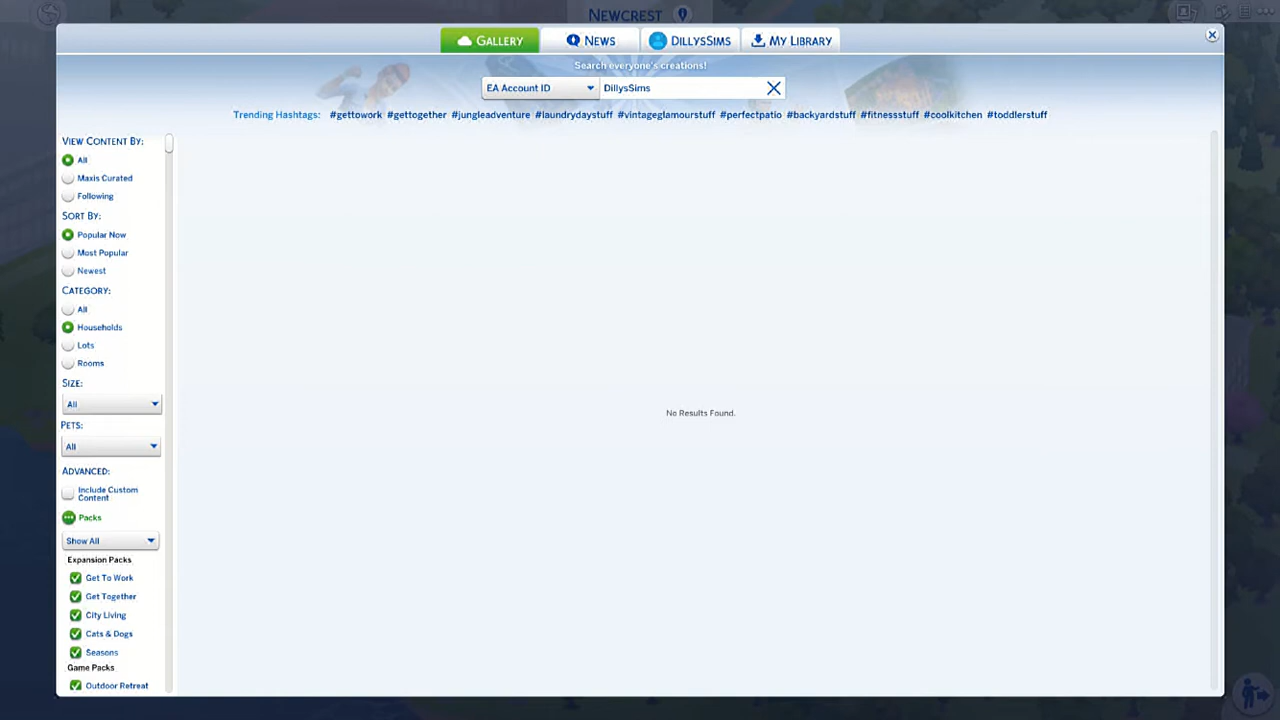 NEWCREST
GALLERY
NEWS
DILLYSSIMS
MY LIBRARY
Search everyone's creations!
EA Account ID
DillysSims
Trending Hashtags: #gettowork #gettogether #jungleadventure #laundrydaystuff #vintageglamourstuff #perfectpatio #backyardstuff #fitnessstuff #coolkitchen #toddlerstuff
VIEW CONTENT BY:
All
Maxis Curated
Following
SORT BY:
Popular Now
Most Popular
Newest
CATEGORY:
All
Households
Lots
Rooms
SIZE:
All
PETS:
All
ADVANCED:
Include Custom
Content
Packs
Show All
Expansion Packs
Get To Work
Get Together
City Living
Cats & Dogs
Seasons
Game Packs
Outdoor Retreat
No Results Found.